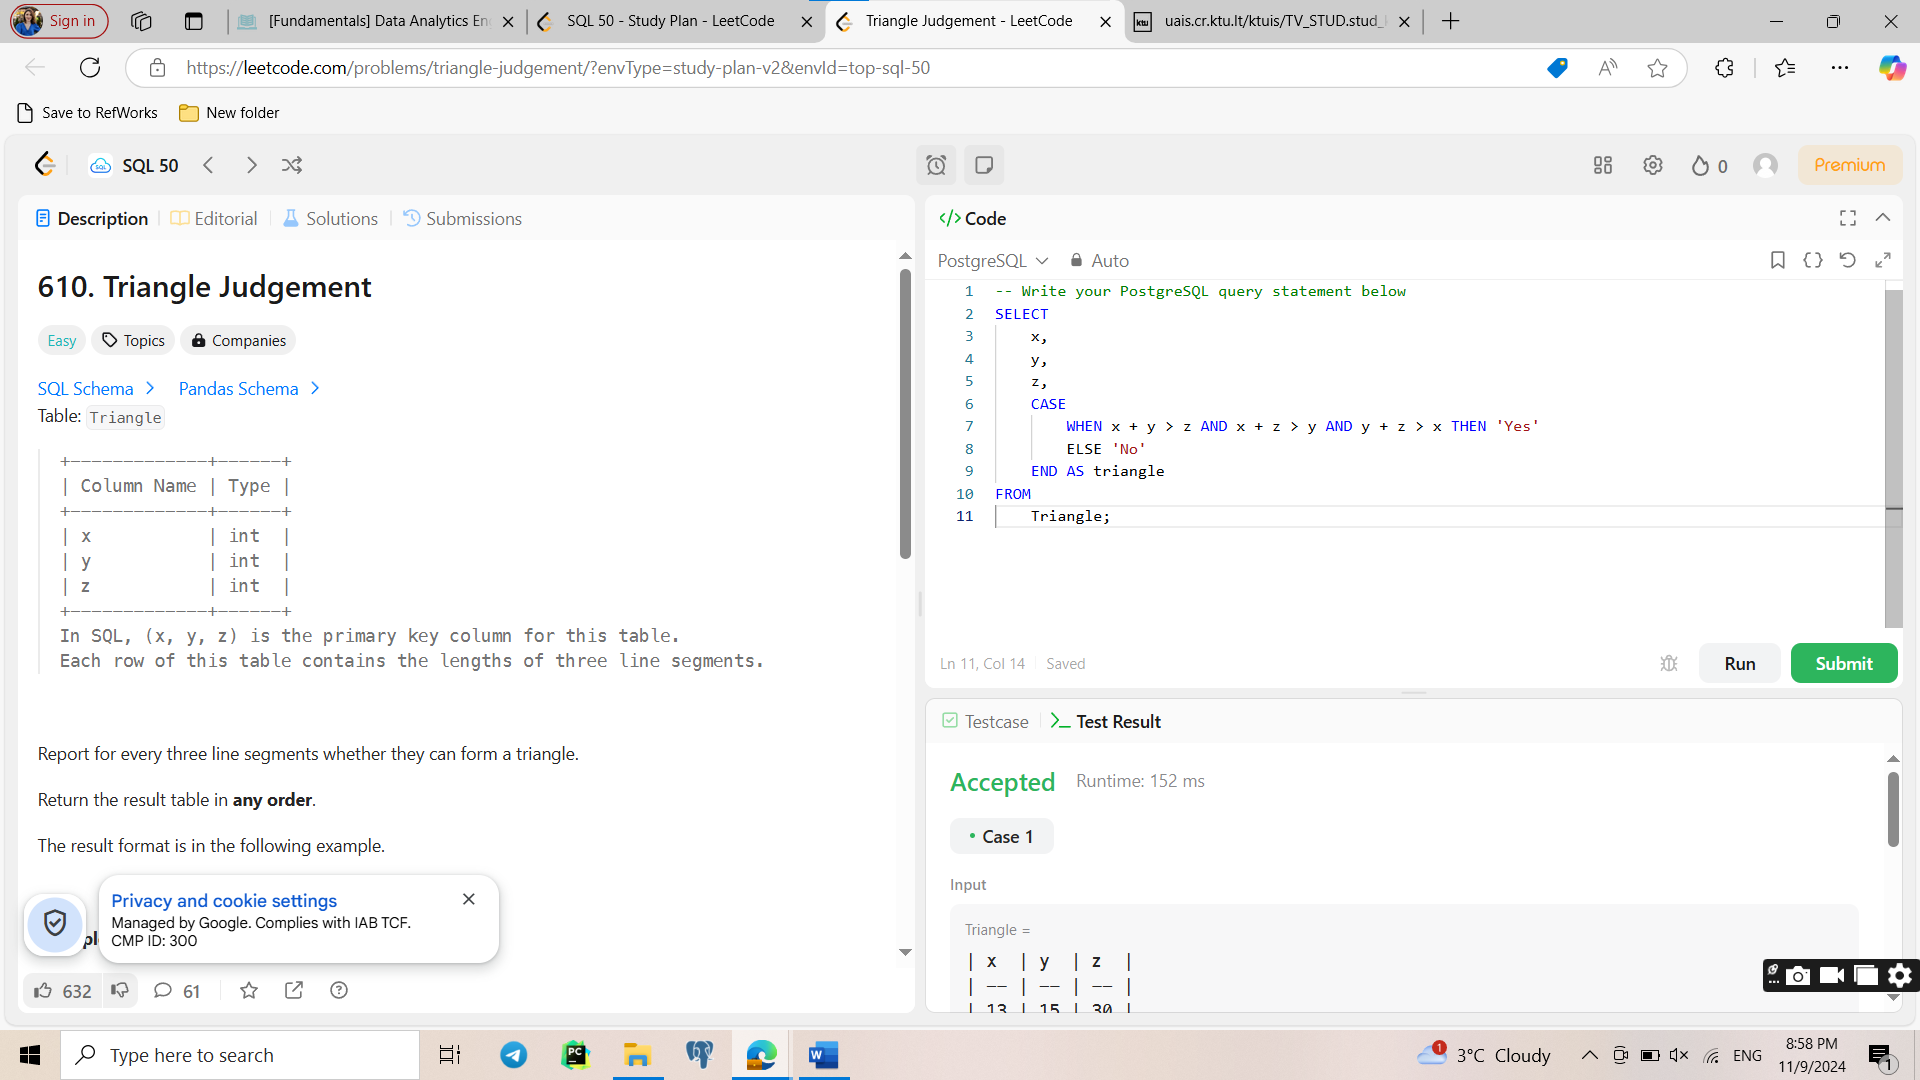 Sign in
[Fundamentals] Data Analytics En
SQL 50 - Study Plan - LeetCode
Triangle Judgement - LeetCode
uais.cr.ktu.lt/ktuis/TV_STUD.stud_
https://leetcode.com/problems/triangle-judgement/?envType=study-plan-v2&envId=top-sql-50
Save to RefWorks
New folder
SQL 50
0
Premium
Description
Editorial
Solutions
Submissions
610. Triangle Judgement
Easy
Topics
Companies
SQL Schema
Pandas Schema
Table: Triangle
+-------------+------+
| Column Name | Type |
+-------------+------+
| x           | int  |
| y           | int  |
| z           | int  |
+-------------+------+
In SQL, (x, y, z) is the primary key column for this table.
Each row of this table contains the lengths of three line segments.
Report for every three line segments whether they can form a triangle.
Return the result table in any order.
The result format is in the following example.
Privacy and cookie settings
Managed by Google. Complies with IAB TCF.
CMP ID: 300
632
61
</> Code
PostgreSQL
Auto
1 -- Write your PostgreSQL query statement below
2 SELECT
3     x,
4     y,
5     z,
6     CASE
7         WHEN x + y > z AND x + z > y AND y + z > x THEN 'Yes'
8         ELSE 'No'
9     END AS triangle
10 FROM
11     Triangle;
Ln 11, Col 14
Saved
Run
Submit
Testcase
Test Result
Accepted
Runtime: 152 ms
Case 1
Input
Triangle =
| x  | y  | z  |
| -- | -- | -- |
| 13 | 15 | 30 |
Type here to search
1
3°C Cloudy
ENG
8:58 PM
11/9/2024
1